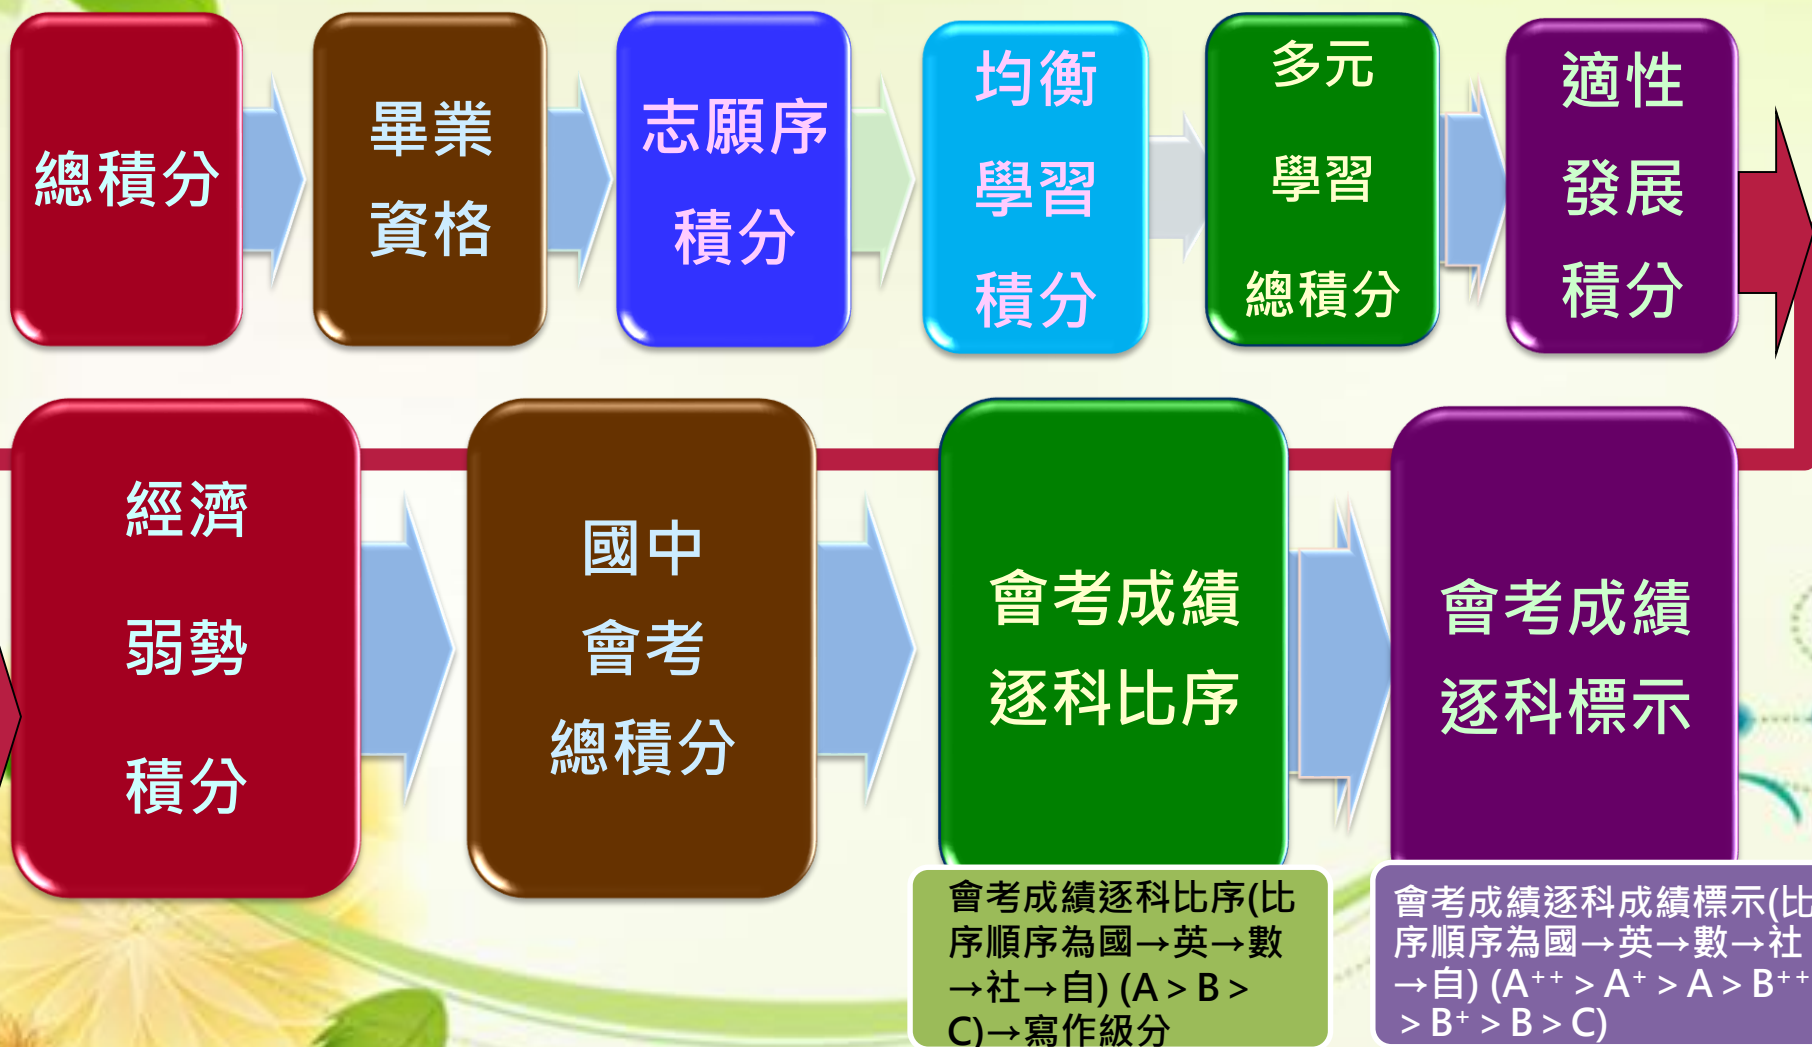 總積分
畢業
資格
志願序
積分
均衡
學習
積分
多元
學習
總積分
適性
發展
積分
經濟
弱勢
積分
國中
會考
總積分
會考成績
逐科比序
會考成績
逐科標示
會考成績逐科比序(比
序順序為國→英→數
→社→自) (A > B >
C)→寫作級分
會考成績逐科成績標示(比
序順序為國→英→數→社
→自) (A⁺⁺ > A⁺ > A > B⁺⁺
> B⁺ > B > C)